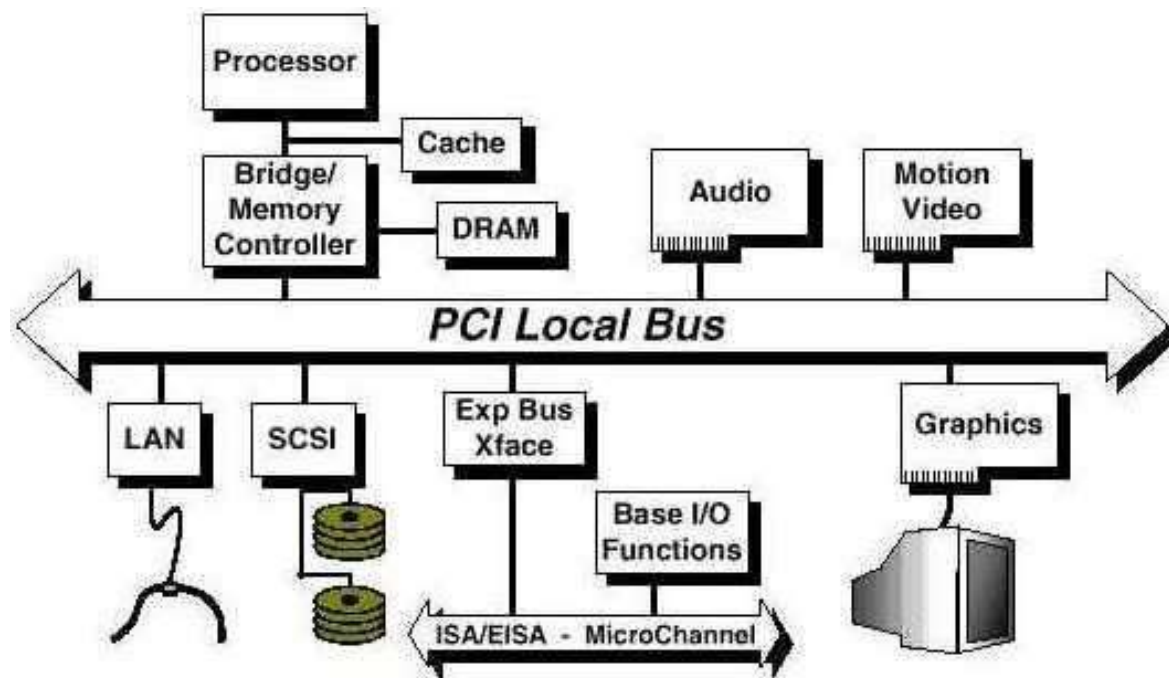 Processor
Cache
Bridge/
Memory
Controller
DRAM
Audio
Motion
Video
PCI Local Bus
LAN
SCSI
Exp Bus
Xface
Graphics
Base I/O
Functions
ISA/EISA - MicroChannel